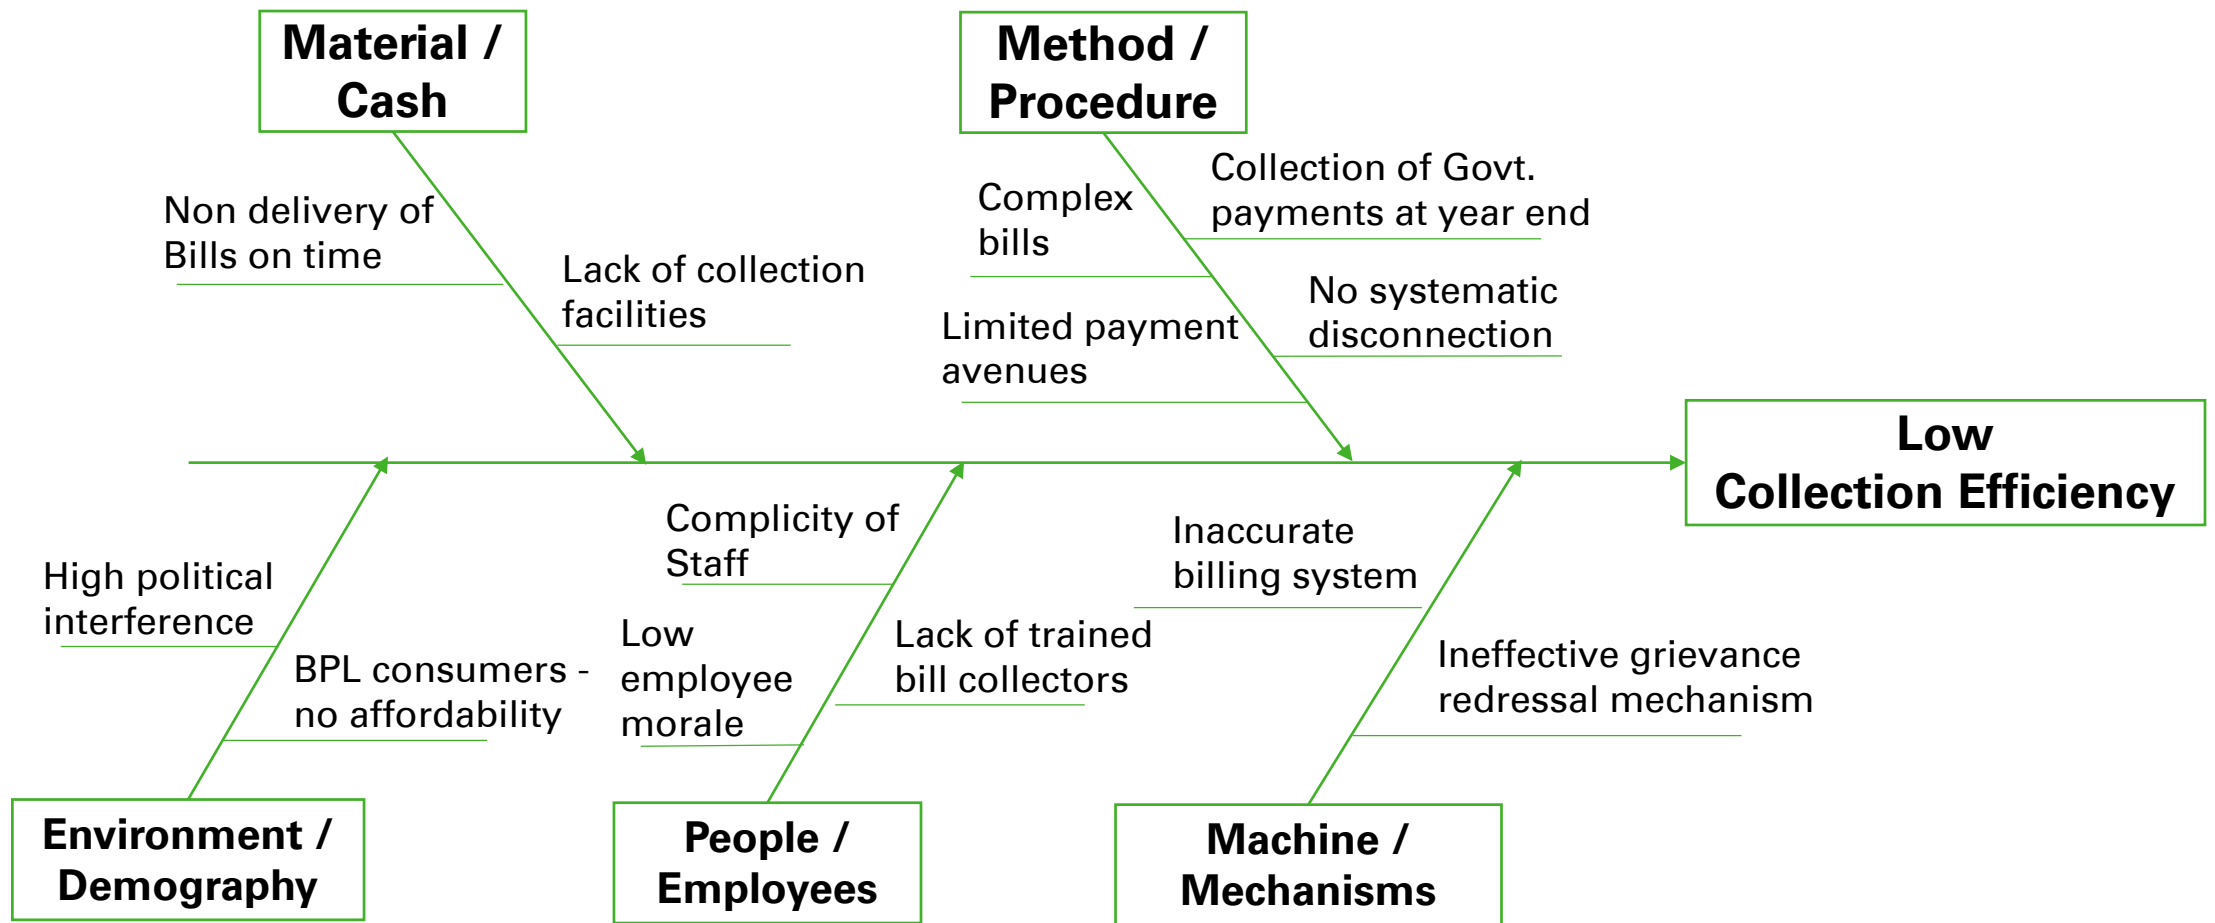 Material /
Cash
Method /
Procedure
Non delivery of
Bills on time
Lack of collection
facilities
Complex
bills
Collection of Govt.
payments at year end
Limited payment
avenues
No systematic
disconnection
Low
Collection Efficiency
High political
interference
BPL consumers -
no affordability
Complicity of
Staff
Low
employee
morale
Lack of trained
bill collectors
Inaccurate
billing system
Ineffective grievance
redressal mechanism
Environment /
Demography
People /
Employees
Machine /
Mechanisms